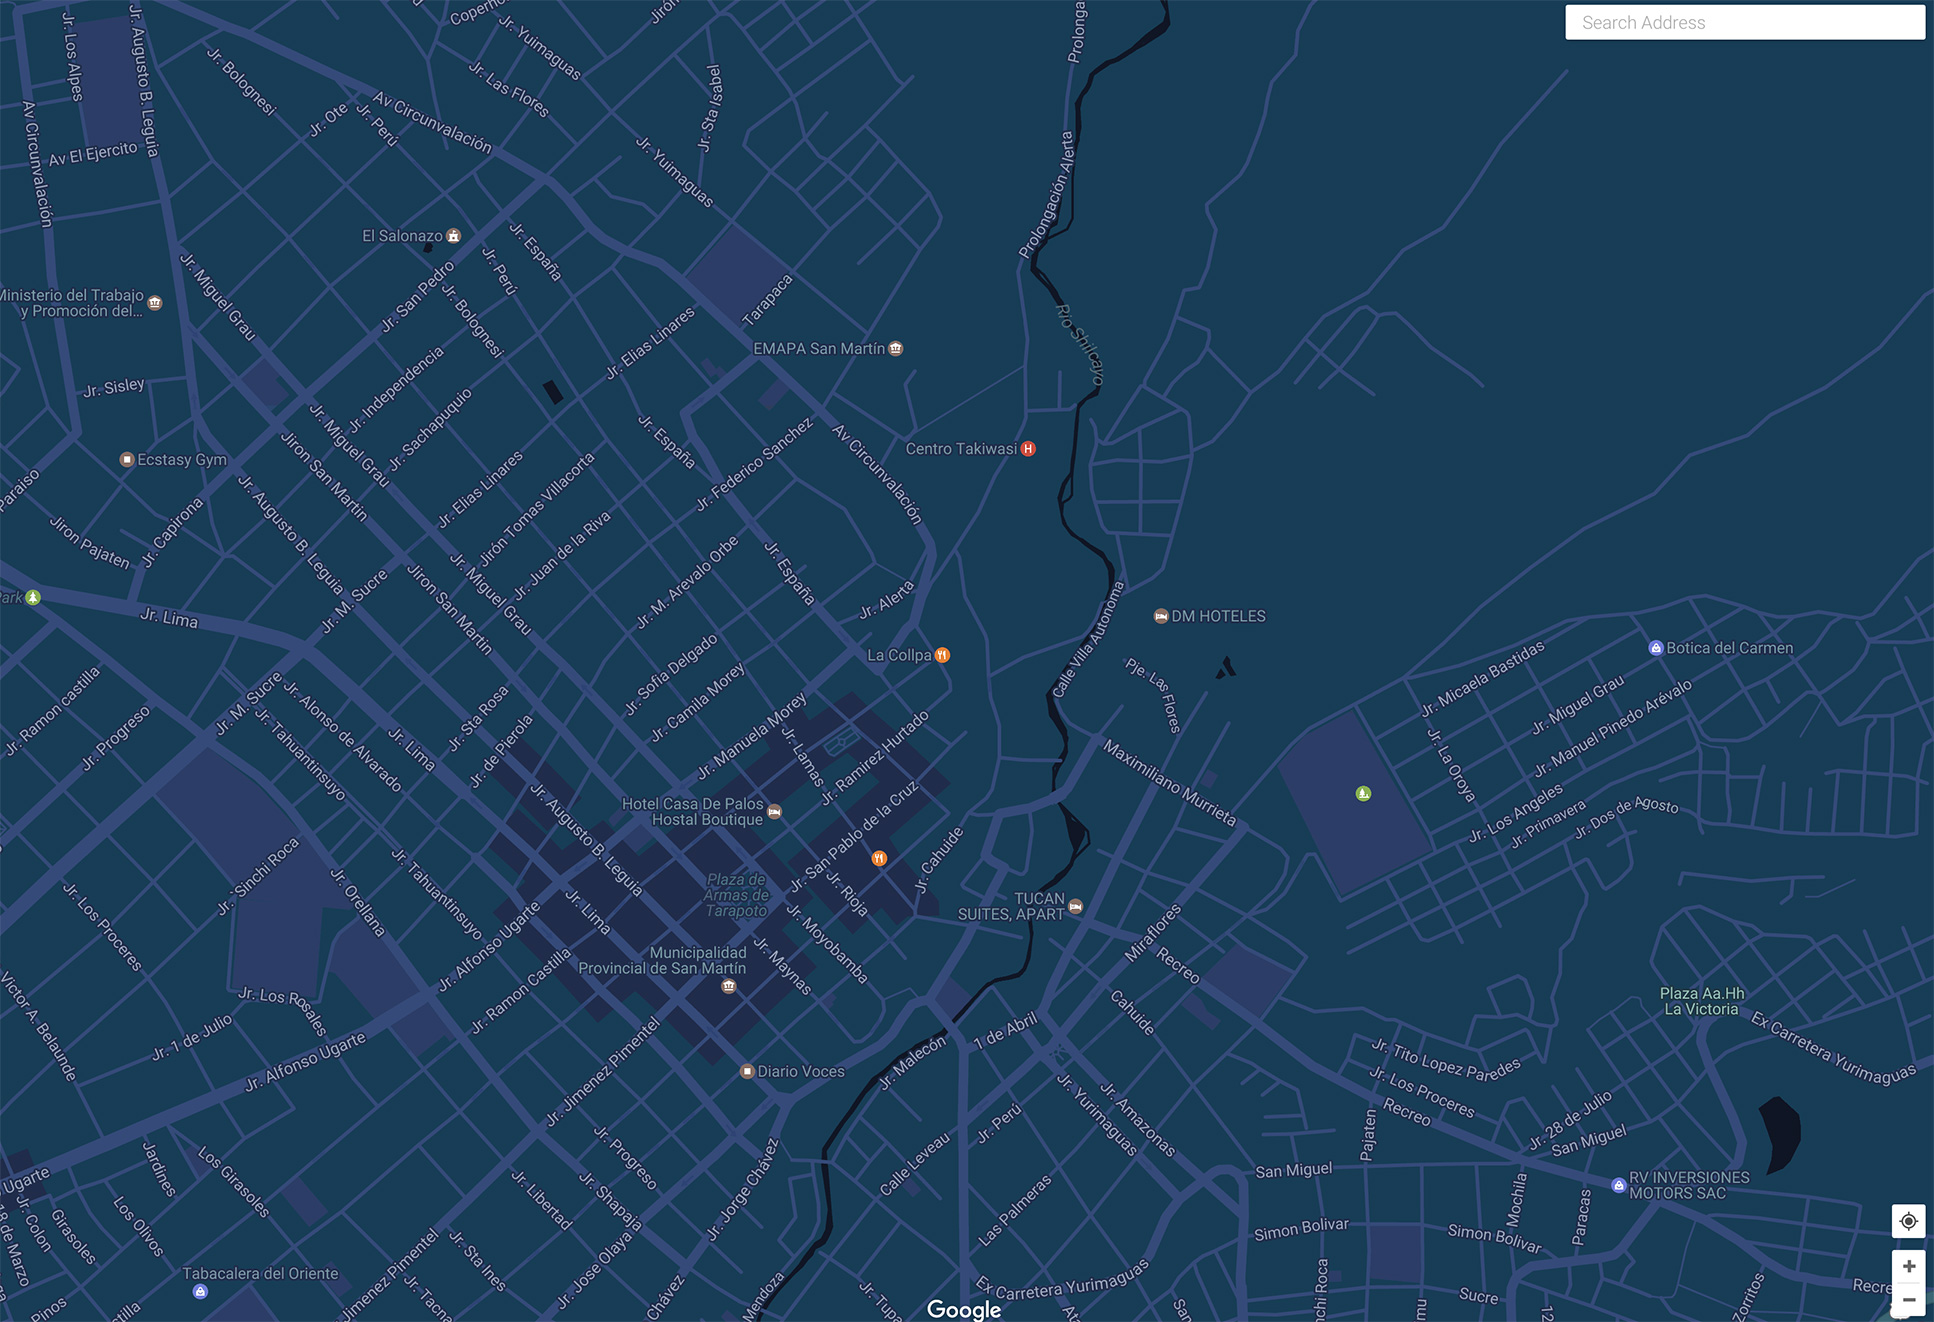 Search Address
Coperho
Jirón
Prolonga
Jr. Los Alpes
Jr. Augusto B. Leguia
Jr. Yuimaguas
Jr. Bolognesi
Jr. Las Flores
Jr. Sta Isabel
Jr. Ote
Jr. Perú
Av Circunvalación
Av Circunvalación
Av El Ejercito
Jr. Yuimaguas
Prolongación Alerta
El Salonazo
Jr. España
Jr. Perú
Jr. San Pedro
Jr. Miguel Grau
Ministerio del Trabajo
y Promoción del...
Jr. Bolognesi
Tarapaca
Jr. Elias Linares
EMAPA San Martín
Río Shilcayo
Jr. Sisley
Jr. Independencia
Jr. Sachapuquio
Jr. Miguel Grau
Jiron San Martin
Jr. España
Jr. Federico Sanchez
Av Circunvalación
Centro Takiwasi
Ecstasy Gym
Paraiso
Jr. Elias Linares
Jirón Tomas Villacorta
Jr. Augusto B. Leguia
Jiron Pajaten
Jr. Capirona
Jr. Juan de la Riva
Jr. M. Arevalo Orbe
Jr. España
Jr. Miguel Grau
Jiron San Martin
Jr. M. Sucre
Jr. Alerta
Park
Jr. Lima
Calle Villa Autonoma
DM HOTELES
La Collpa
Jr. Sofia Delgado
Jr. Camila Morey
Pje. Las Flores
Jr. Micaela Bastidas
Botica del Carmen
Jr. Miguel Grau
Jr. Manuel Pinedo Arévalo
Jr. La Oroya
Jr. Ramon castilla
Jr. Progreso
Jr. M. Sucre
Jr. Alonso de Alvarado
Jr. Tahuantinsuyo
Jr. Lima
Jr. Sta Rosa
Jr. de Pierola
Jr. Manuela Morey
Jr. Lamas
Jr. Ramirez Hurtado
Maximiliano Murrieta
Jr. Los Angeles
Jr. Primavera
Jr. Dos de Agosto
Hotel Casa De Palos
Hostal Boutique
Jr. Augusto B. Leguia
Jr. San Pablo de la Cruz
Jr. Cahuide
Jr. Sinchi Roca
Jr. Orellana
Jr. Tahuantinsuyo
Jr. Lima
Plaza de
Armas de
Tarapoto
Jr. Rioja
TUCAN
SUITES, APART
Jr. Los Proceres
Jr. Alfonso Ugarte
Jr. Ramon Castilla
Municipalidad
Provincial de San Martín
Jr. Maynas
Jr. Moyobamba
Miraflores
Recreo
Cahuide
Plaza Aa.Hh
La Victoria
Ex Carretera Yurimaguas
Victor A. Belaunde
Jr. Los Rosales
Jr. 1 de Julio
Jr. Alfonso Ugarte
Jr. Jimenez Pimentel
Diario Voces
Jr. Malecón
1 de Abril
Jr. Yurimaguas
Jr. Amazonas
Jr. Tito Lopez Paredes
Jr. Los Proceres
Recreo
Pajaten
Jr. 28 de Julio
San Miguel
Jr. Perú
Calle Leveau
Las Palmeras
San Miguel
RV INVERSIONES
MOTORS SAC
Jardines
Los Girasoles
Jr. Progreso
Jr. Shapaja
Jr. Libertad
Jr. Jorge Chávez
Mochila
Paracas
Simon Bolivar
Simon Bolivar
Ugarte
18 de Marzo
Jr. Colon
Girasoles
Los Olivos
Tabacalera del Oriente
Jr. Sta Ines
Jr. Jose Olaya
Jimenez Pimentel
Jr. Tacna
Chávez
Mendoza
Jr. Tupa
Google
Ex Carretera Yurimaguas
Sucre
Zorritos
Recre
Pinos